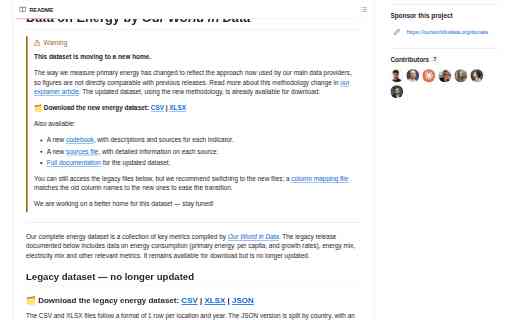 README
Data on Energy by Our World in Data
Warning
This dataset is moving to a new home.
The way we measure primary energy has changed to reflect the approach now used by our main data providers,
so figures are not directly comparable with previous releases. Read more about this methodology change in our
explainer article. The updated dataset, using the new methodology, is already available for download:
Download the new energy dataset: CSV | XLSX
Also available:
• A new codebook, with descriptions and sources for each indicator.
• A new sources file, with detailed information on each source.
• Full documentation for the updated dataset.
You can still access the legacy files below, but we recommend switching to the new files; a column mapping file
matches the old column names to the new ones to ease the transition.
We are working on a better home for this dataset — stay tuned!
Our complete energy dataset is a collection of key metrics compiled by Our World in Data. The legacy release
documented below includes data on energy consumption (primary energy, per capita, and growth rates), energy mix,
electricity mix and other relevant metrics. It remains available for download but is no longer updated.
Legacy dataset — no longer updated
Download the legacy energy dataset: CSV | XLSX | JSON
The CSV and XLSX files follow a format of 1 row per location and year. The JSON version is split by country, with an
Sponsor this project
https://ourworldindata.org/donate
Contributors 7